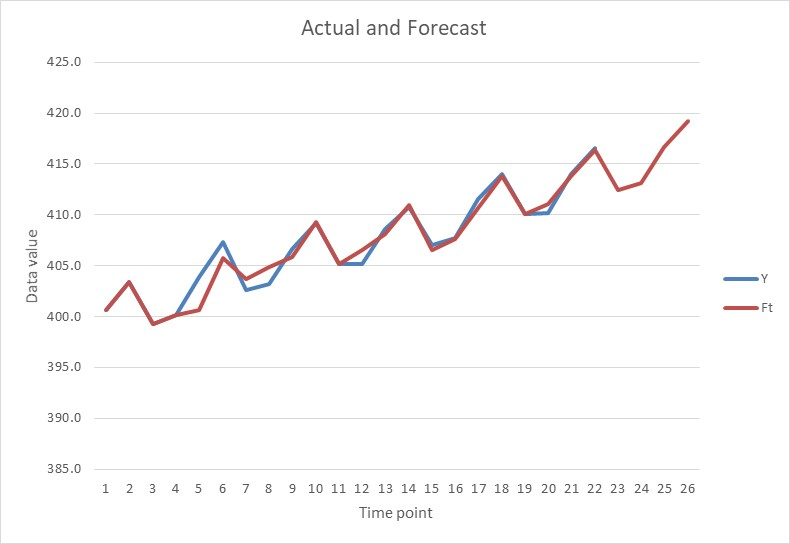 Actual and Forecast
425.0
420.0
415.0
410.0
405.0
400.0
395.0
390.0
385.0
Data value
1 2 3 4 5 6 7 8 9 10 11 12 13 14 15 16 17 18 19 20 21 22 23 24 25 26
Time point
Y
Ft